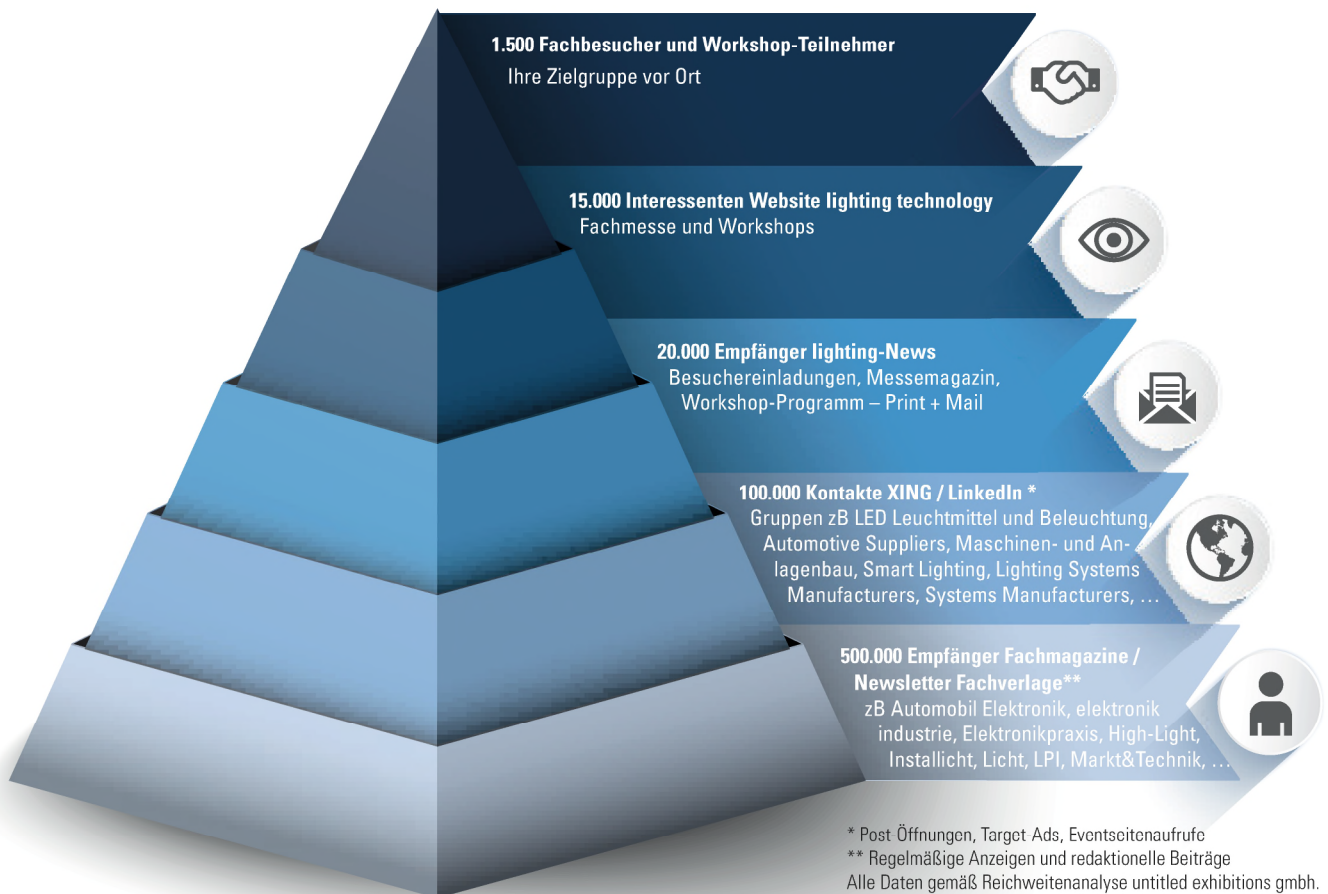 1.500 Fachbesucher und Workshop-Teilnehmer
Ihre Zielgruppe vor Ort
15.000 Interessenten Website lighting technology
Fachmesse und Workshops
20.000 Empfänger lighting-News
Besuchereinladungen, Messemagazin,
Workshop-Programm – Print + Mail
100.000 Kontakte XING / LinkedIn *
Gruppen zB LED Leuchtmittel und Beleuchtung,
Automotive Suppliers, Maschinen- und An-
lagenbau, Smart Lighting, Lighting Systems
Manufacturers, Systems Manufacturers, …
500.000 Empfänger Fachmagazine /
Newsletter Fachverlage**
zB Automobil Elektronik, elektronik
industrie, Elektronikpraxis, High-Light,
Installicht, Licht, LPI, Markt&Technik, …
* Post-Öffnungen, Target-Ads, Eventseitenaufrufe
** Regelmäßige Anzeigen und redaktionelle Beiträge
Alle Daten gemäß Reichweitenanalyse untitled exhibitions gmbh.